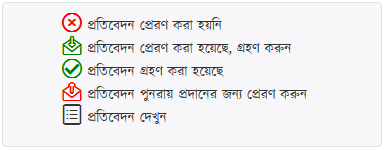 প্রতিবেদন প্রেরণ করা হয়নি
প্রতিবেদন প্রেরণ করা হয়েছে, গ্রহণ করুন
প্রতিবেদন গ্রহণ করা হয়েছে
প্রতিবেদন পুনরায় প্রদানের জন্য প্রেরণ করুন
প্রতিবেদন দেখুন